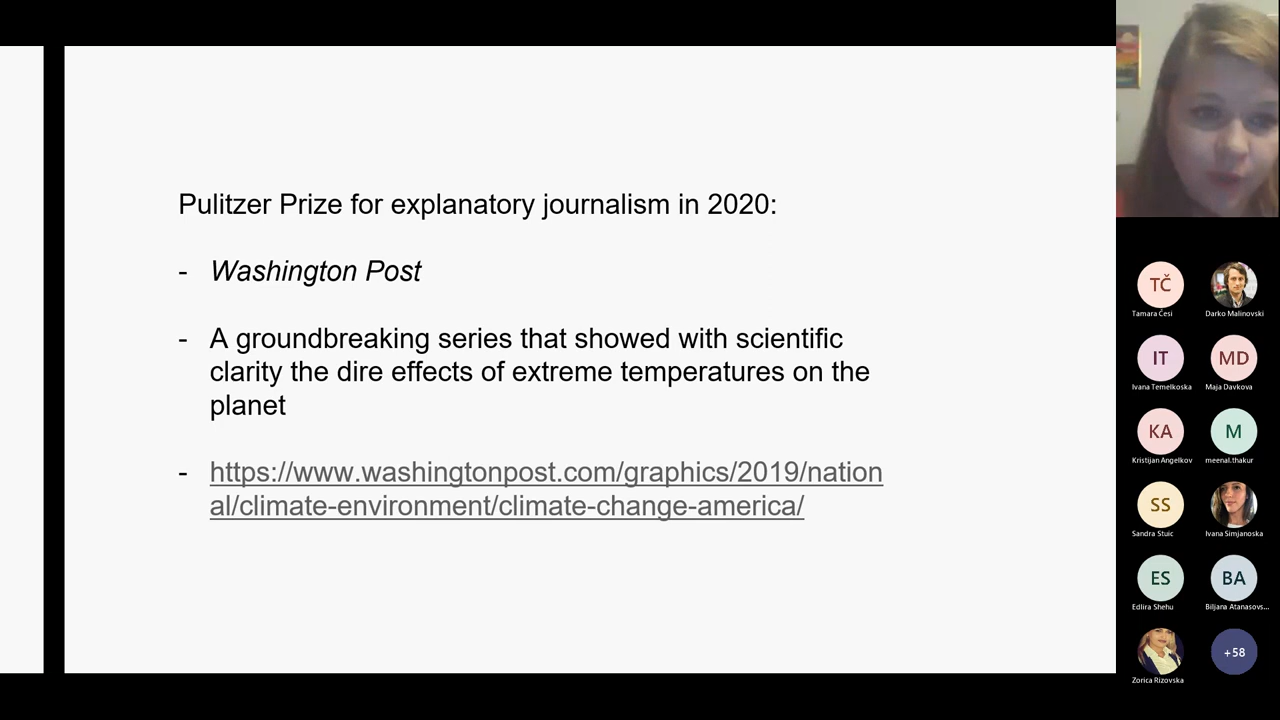 Pulitzer Prize for explanatory journalism in 2020:
- Washington Post
- A groundbreaking series that showed with scientific
clarity the dire effects of extreme temperatures on the
planet
- https://www.washingtonpost.com/graphics/2019/nation
al/climate-environment/climate-change-america/
TČ
Tamara Česi
Darko Malinovski
IT
Ivana Temelkoska
MD
Maja Davkova
KA
Kristijan Angelkov
M
meenal.thakur
SS
Sandra Stuic
Ivana Simjanoska
ES
Edlira Shehu
BA
Biljana Atanasovs...
Zorica Rizovska
+58